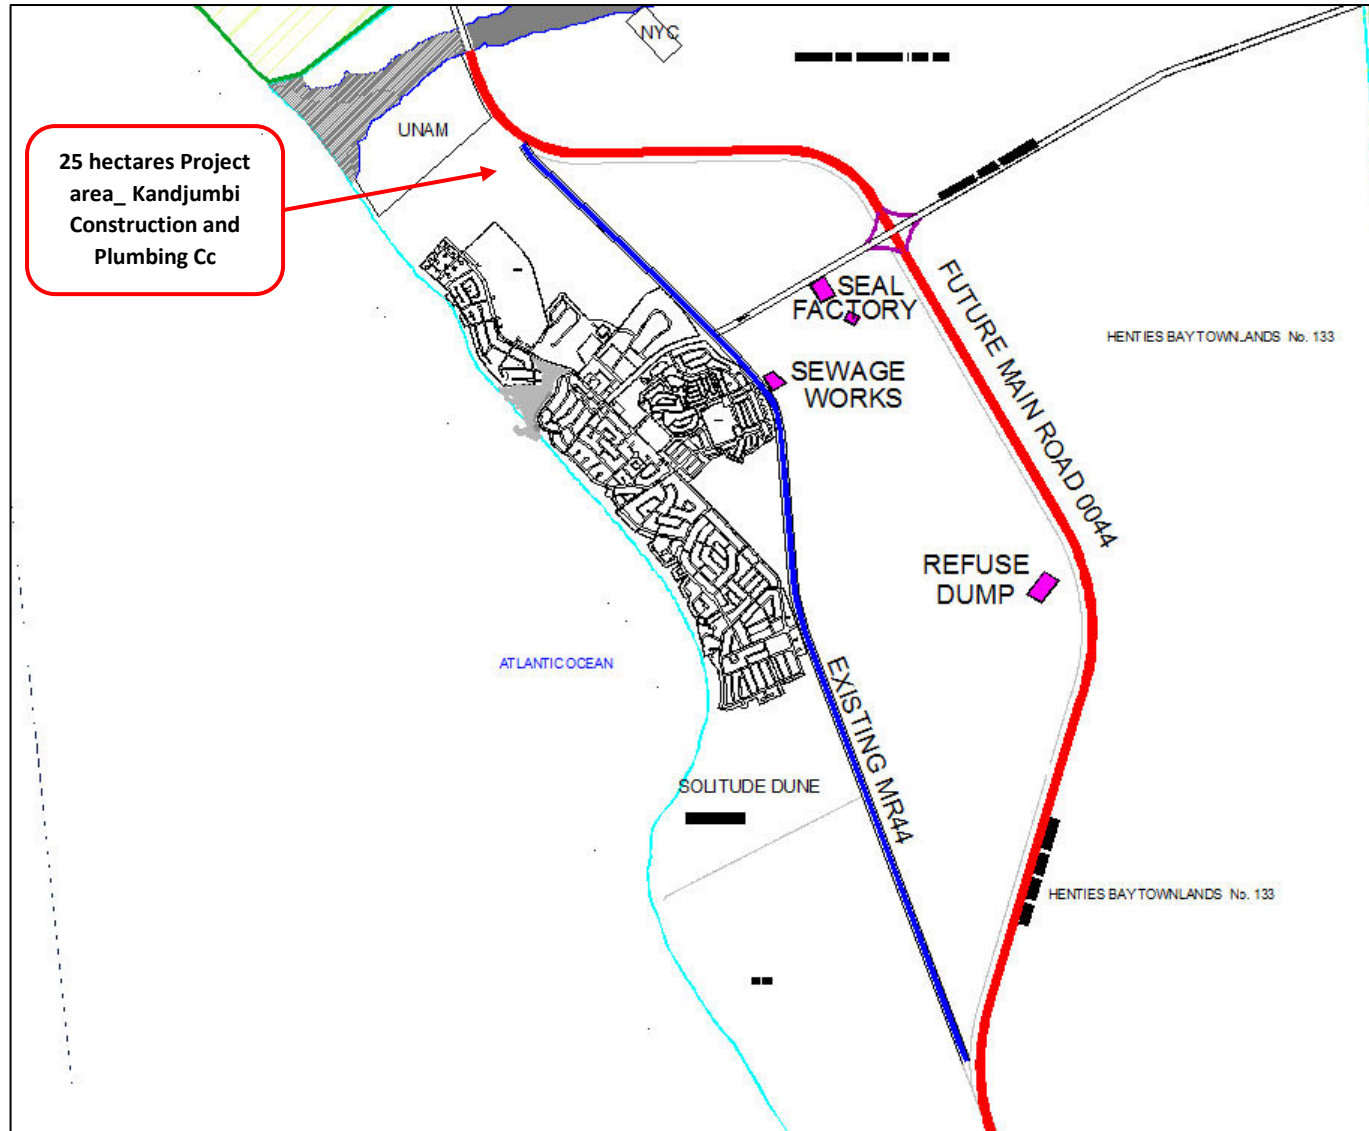 NYC
UNAM
25 hectares Project
area_ Kandjumbi
Construction and
Plumbing Cc
SEAL
FACTORY
FUTURE MAIN ROAD 0044
HENTIES BAY TOWNLANDS No. 133
SEWAGE
WORKS
REFUSE
DUMP
ATLANTIC OCEAN
EXISTING MR44
SOLITUDE DUNE
HENTIES BAY TOWNLANDS No. 133